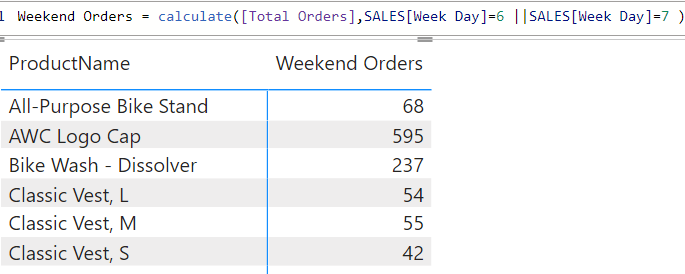 1 Weekend Orders = calculate([Total Orders],SALES[Week Day]=6 ||SALES[Week Day]=7 )
ProductName Weekend Orders
All-Purpose Bike Stand 68
AWC Logo Cap 595
Bike Wash - Dissolver 237
Classic Vest, L 54
Classic Vest, M 55
Classic Vest, S 42